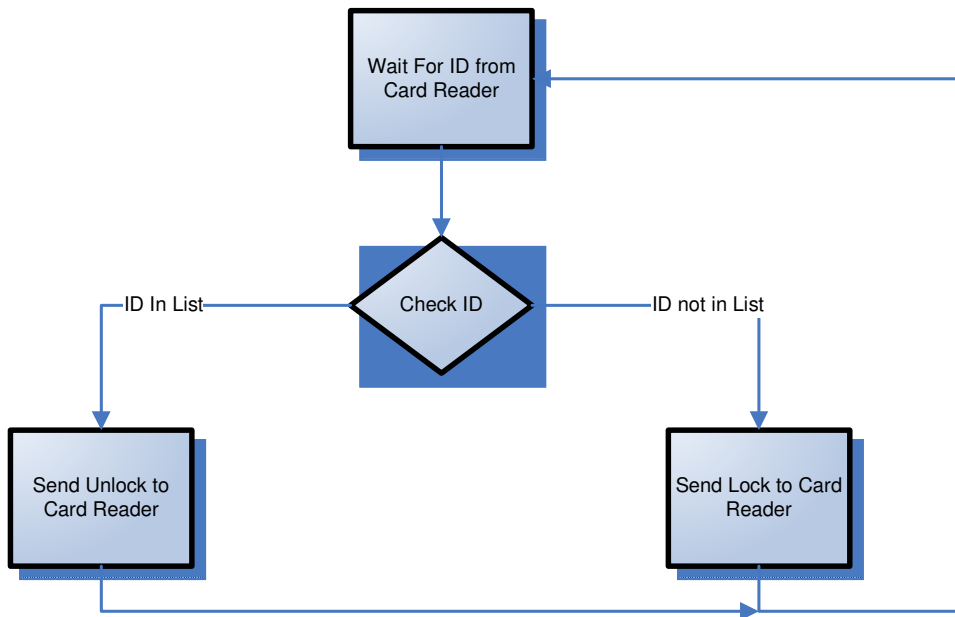 Wait For ID from
Card Reader
Check ID
ID In List
ID not in List
Send Unlock to
Card Reader
Send Lock to Card
Reader